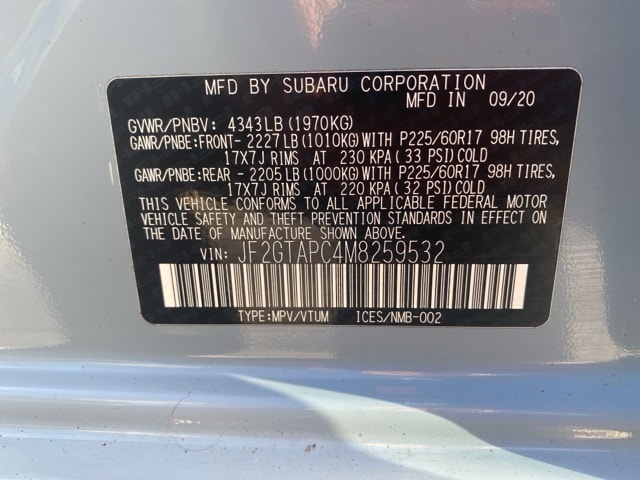 MFD BY SUBARU CORPORATION
MFD IN 09/20
GVWR/PNBV: 4343LB(1970KG)
GAWR/PNBE:FRONT- 2227LB(1010KG)WITH P225/60R17 98H TIRES,
17X7J RIMS AT 230 KPA(33 PSI)COLD
GAWR/PNBE:REAR - 2205LB(1000KG)WITH P225/60R17 98H TIRES,
17X7J RIMS AT 220 KPA(32 PSI)COLD
THIS VEHICLE CONFORMS TO ALL APPLICABLE FEDERAL MOTOR
VEHICLE SAFETY AND THEFT PREVENTION STANDARDS IN EFFECT
ON THE DATE OF MANUFACTURE SHOWN ABOVE.
VIN: JF2GTAPC4M8259532
TYPE:MPV/VTUM ICES/NMB-002